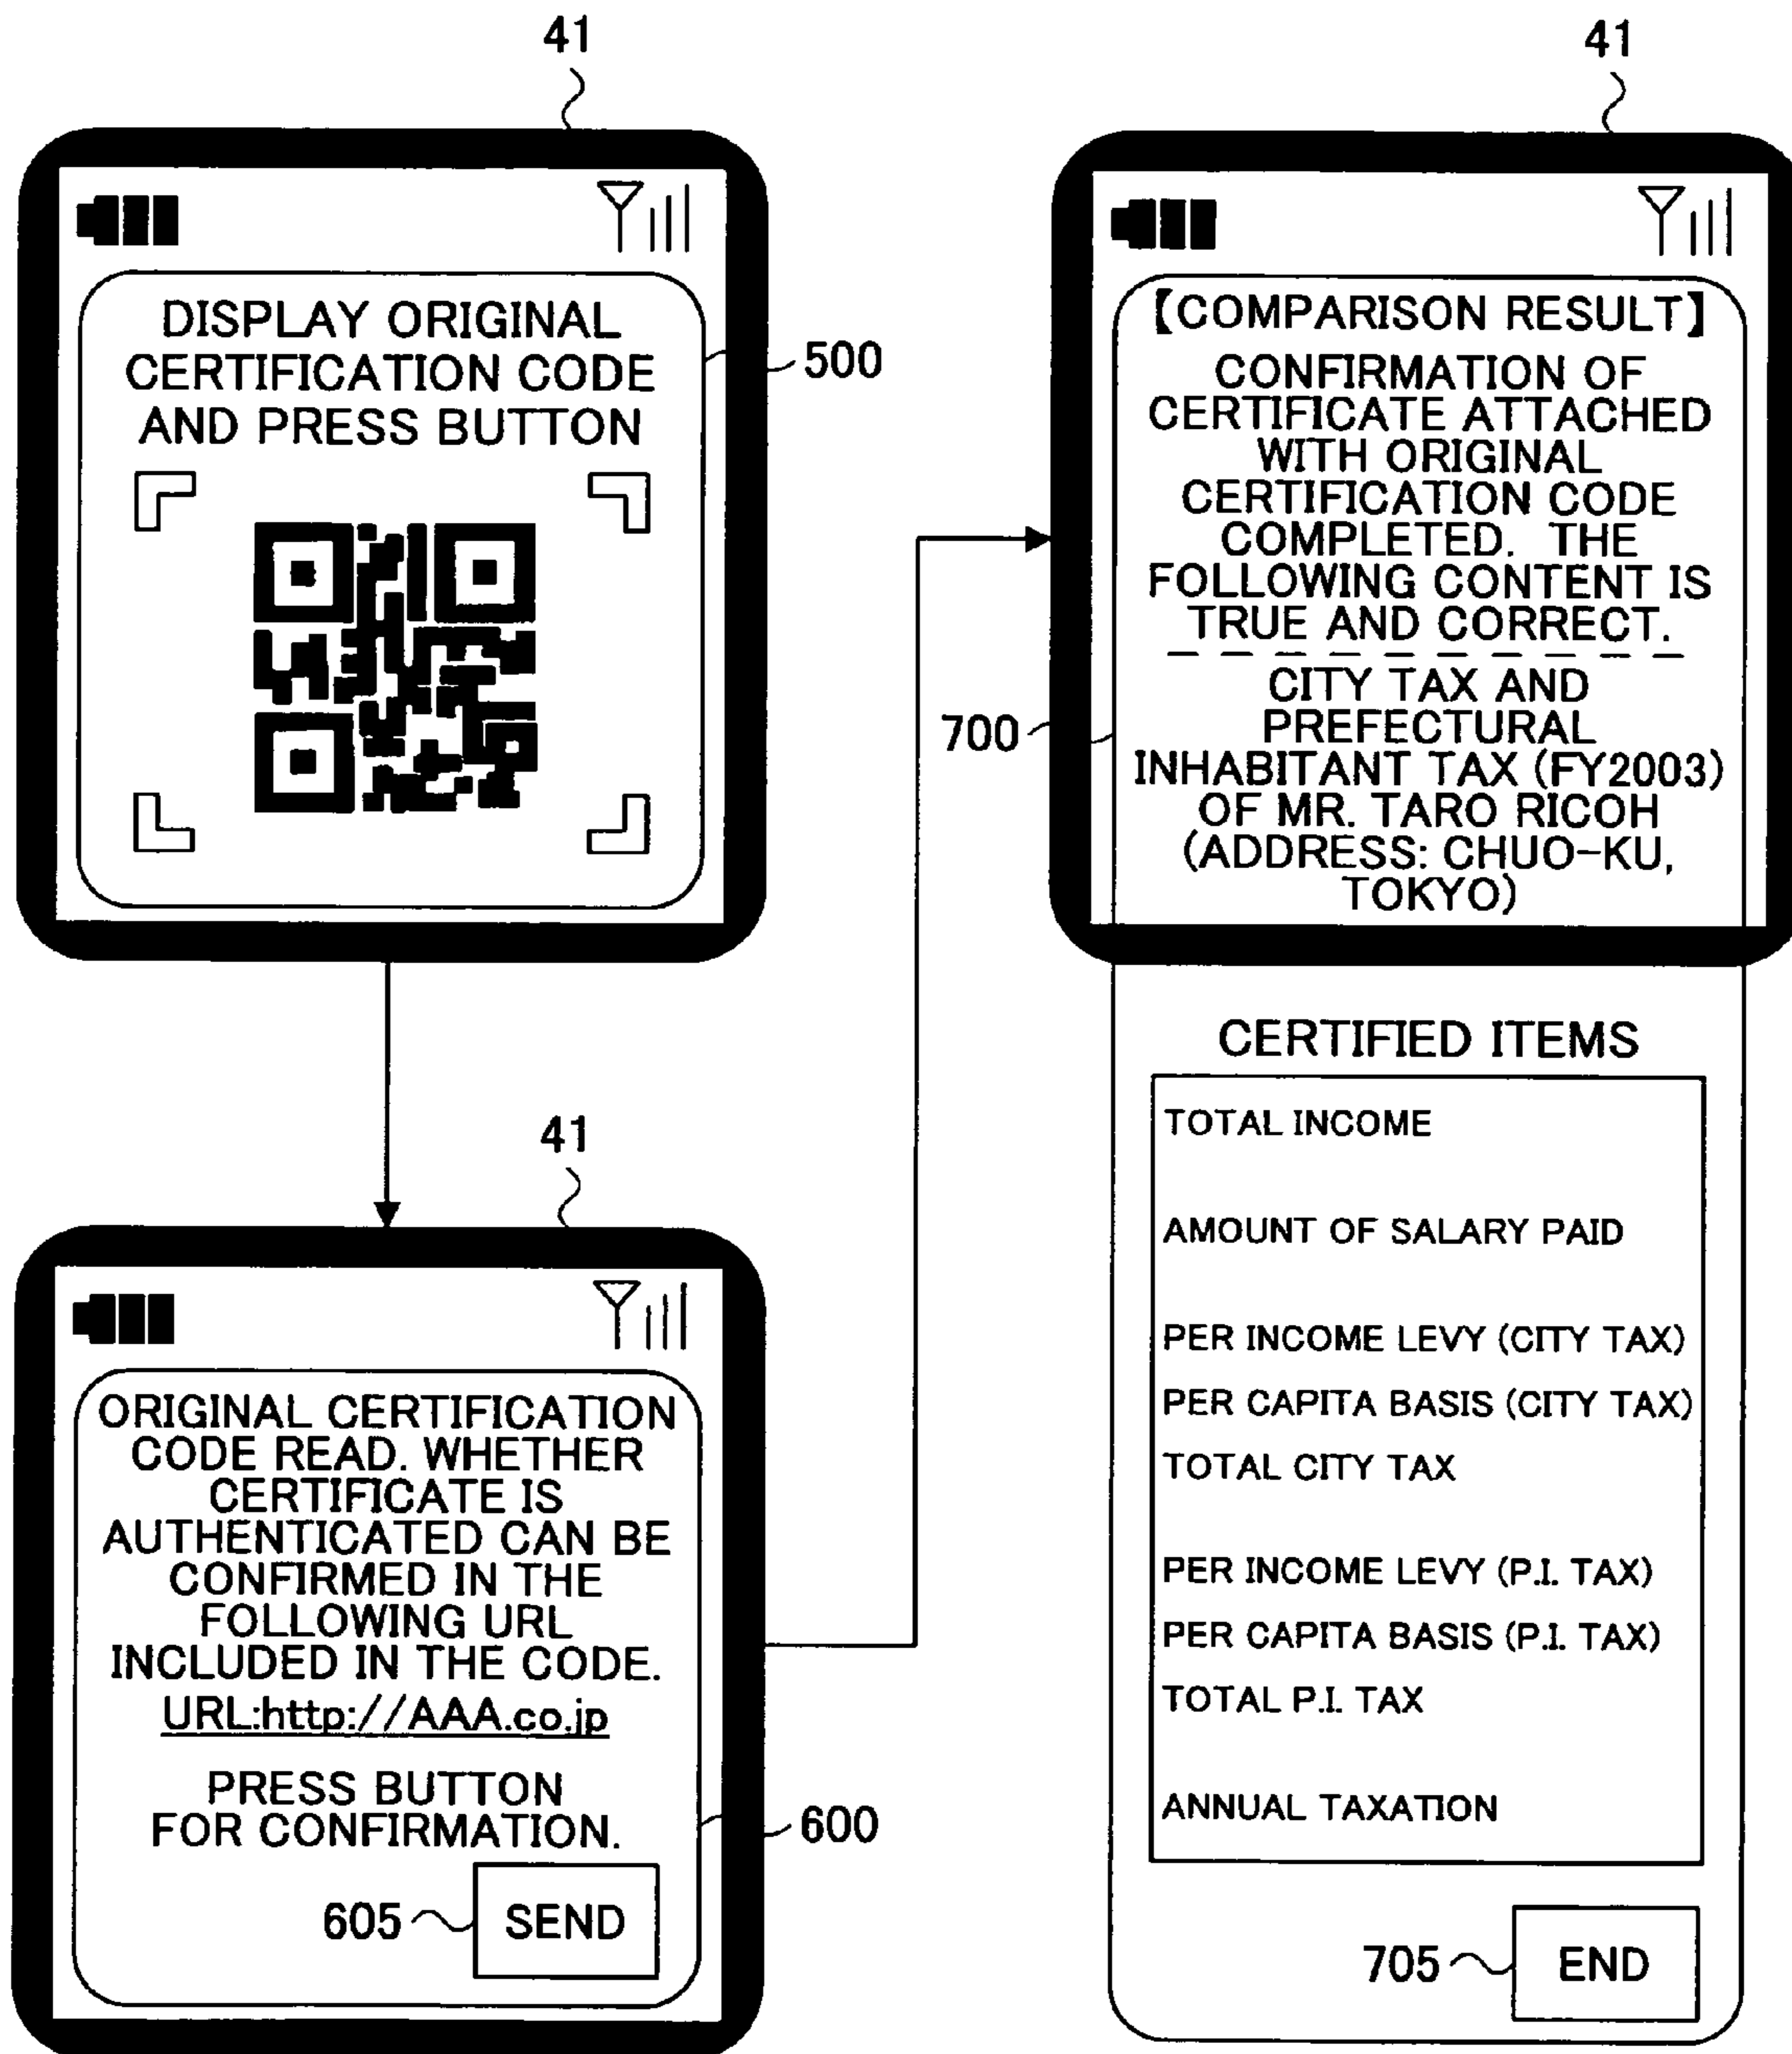 41
DISPLAY ORIGINAL
CERTIFICATION CODE
AND PRESS BUTTON
500
41
ORIGINAL CERTIFICATION
CODE READ. WHETHER
CERTIFICATE IS
AUTHENTICATED CAN BE
CONFIRMED IN THE
FOLLOWING URL
INCLUDED IN THE CODE.
URL:http://AAA.co.jp
PRESS BUTTON
FOR CONFIRMATION.
600
605
SEND
41
【COMPARISON RESULT】
CONFIRMATION OF
CERTIFICATE ATTACHED
WITH ORIGINAL
CERTIFICATION CODE
COMPLETED. THE
FOLLOWING CONTENT IS
TRUE AND CORRECT.
CITY TAX AND
PREFECTURAL
INHABITANT TAX (FY2003)
OF MR. TARO RICOH
(ADDRESS: CHUO-KU,
TOKYO)
700
CERTIFIED ITEMS
TOTAL INCOME
AMOUNT OF SALARY PAID
PER INCOME LEVY (CITY TAX)
PER CAPITA BASIS (CITY TAX)
TOTAL CITY TAX
PER INCOME LEVY (P.I. TAX)
PER CAPITA BASIS (P.I. TAX)
TOTAL P.I. TAX
ANNUAL TAXATION
705
END